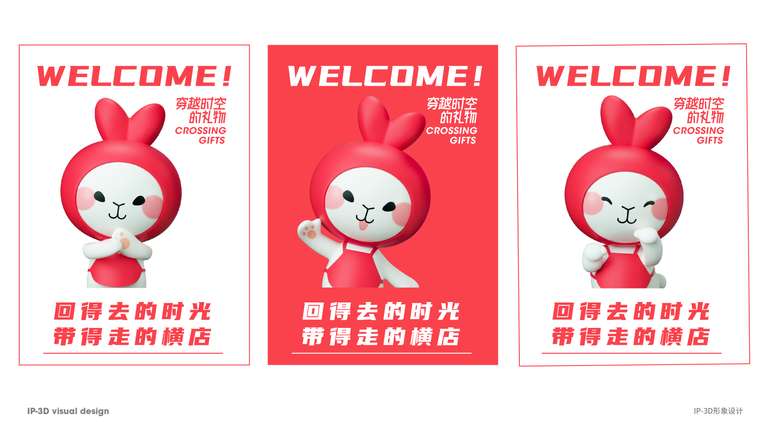 WELCOME!
穿越时空
的礼物
CROSSING
GIFTS
回得去的时光
带得走的横店
WELCOME!
穿越时空
的礼物
CROSSING
GIFTS
回得去的时光
带得走的横店
WELCOME!
穿越时空
的礼物
CROSSING
GIFTS
回得去的时光
带得走的横店
IP-3D visual design
IP-3D形象设计